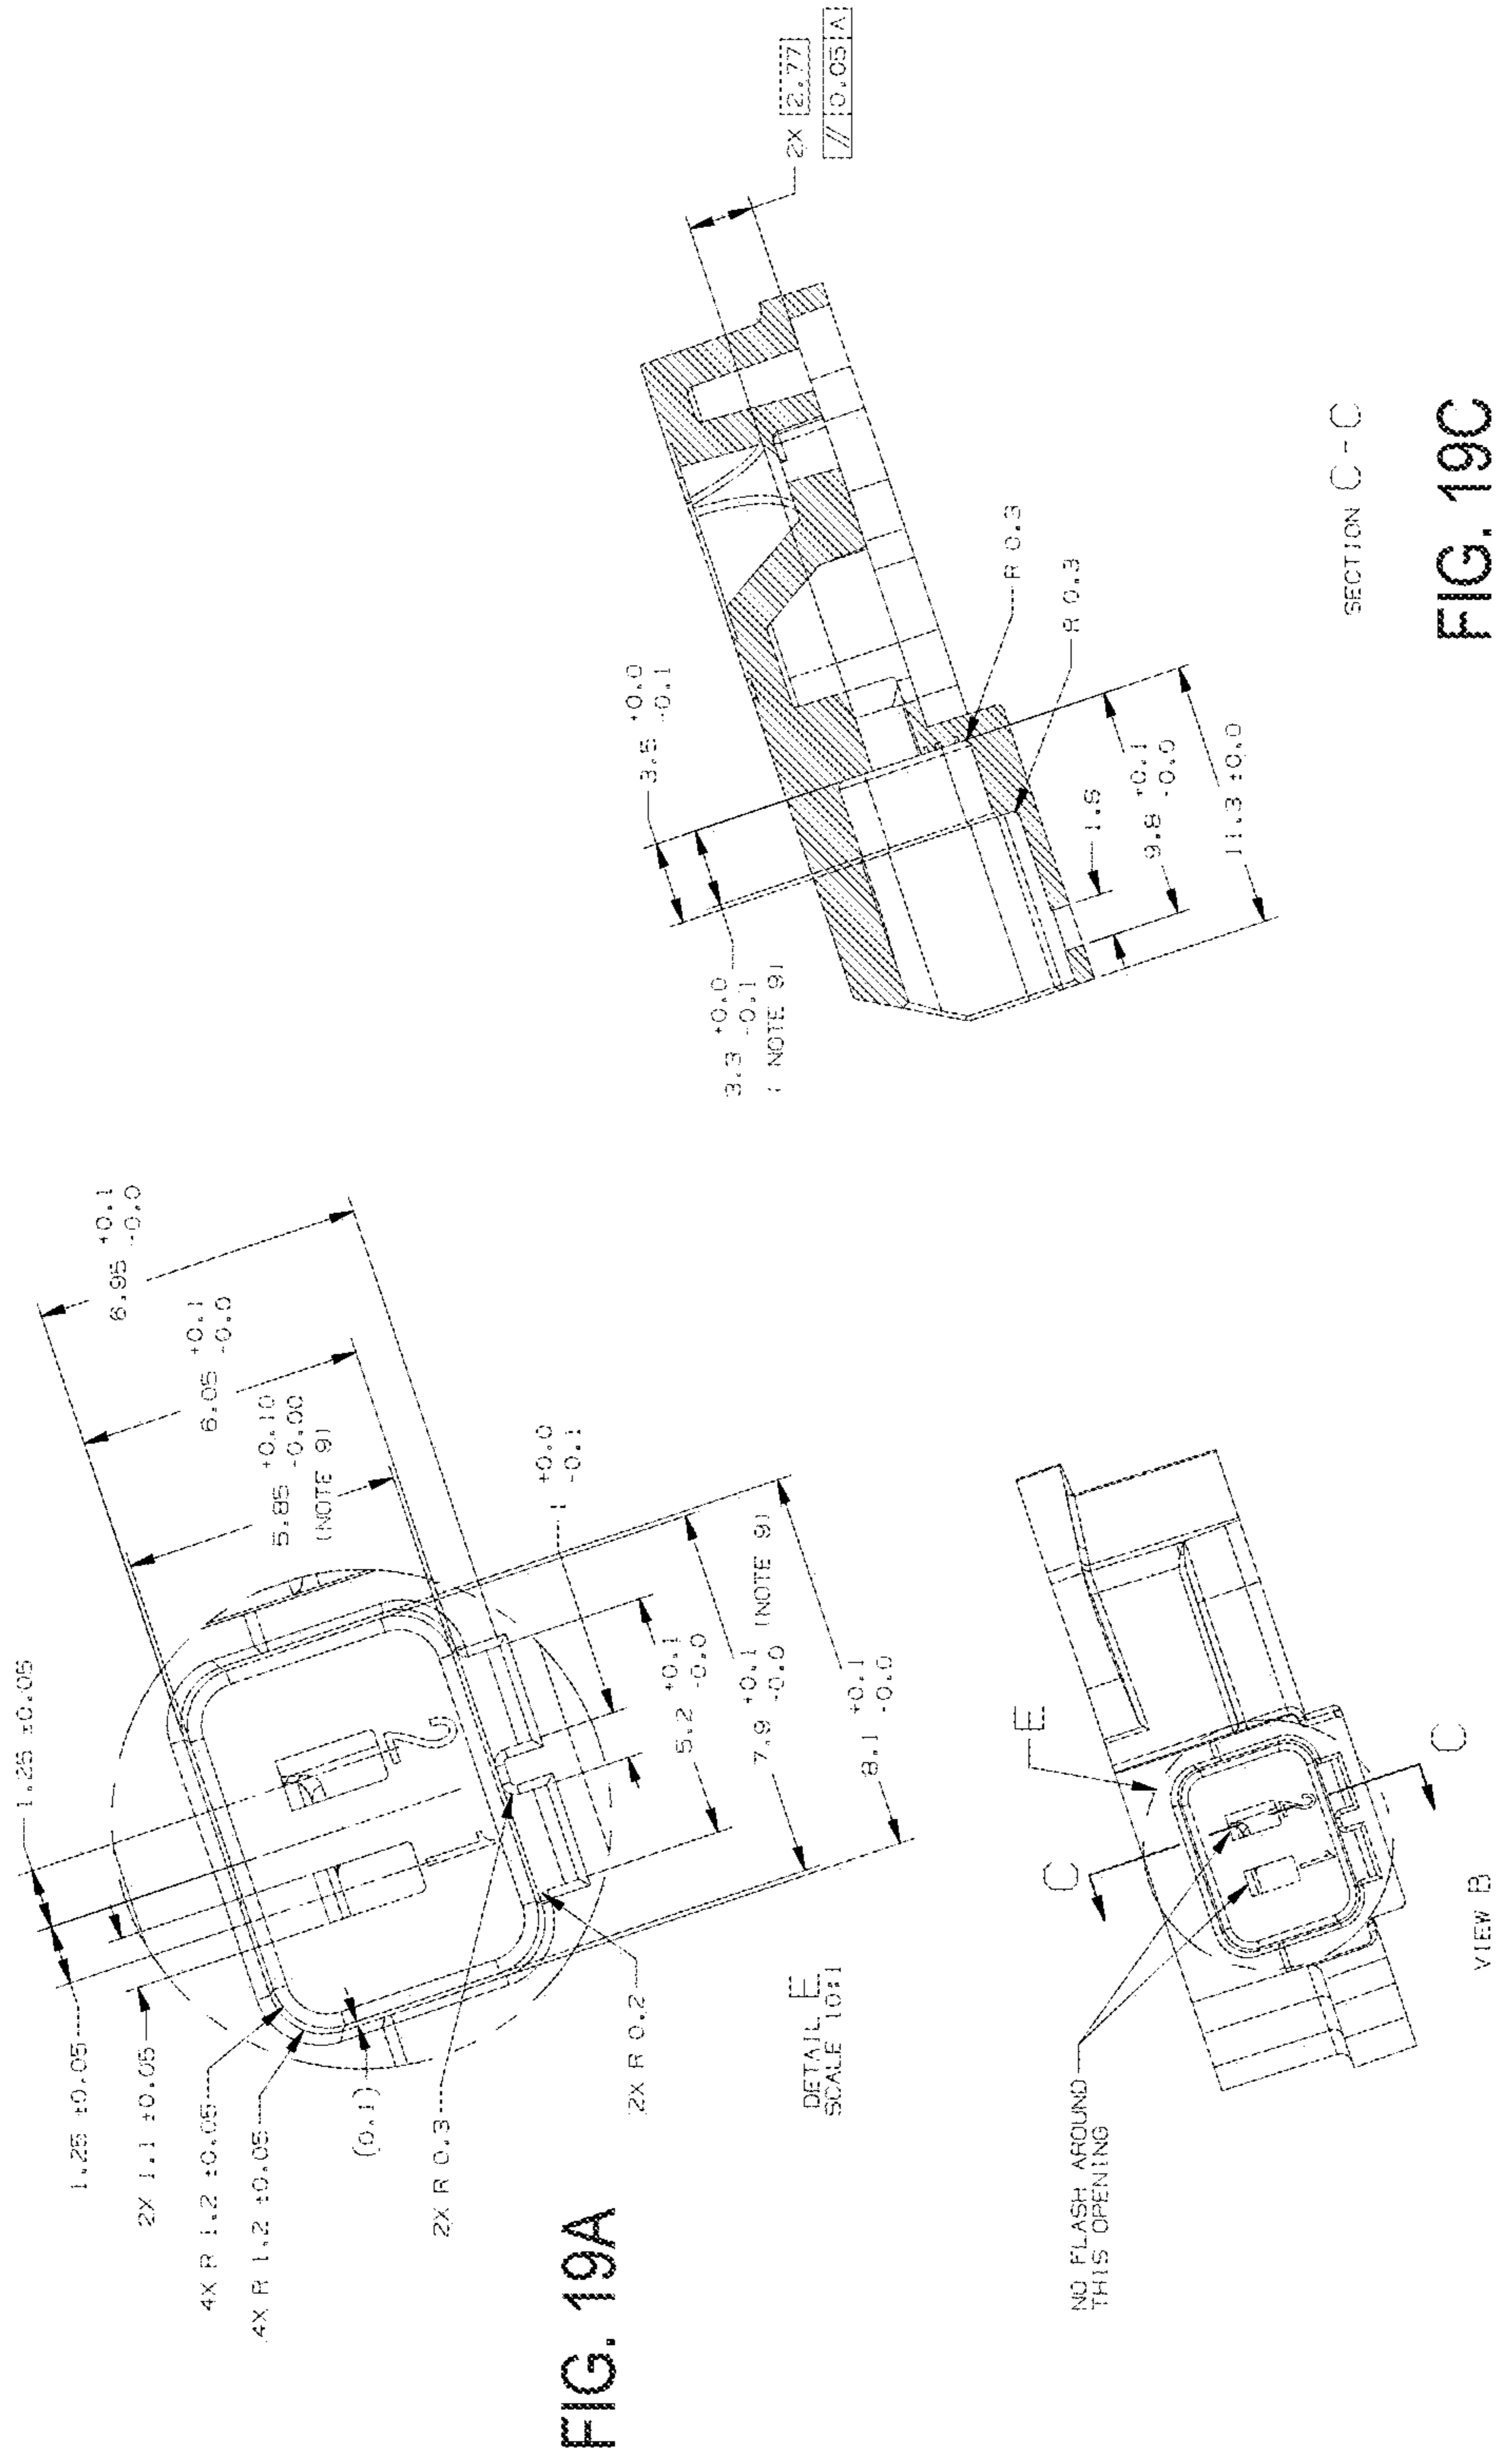 1.25 ±0.05
1.25 ±0.05
2X 1.1 ±0.05
4X R 1.2 ±0.05
4X R 1.2 ±0.05
(0.1)
2X R 0.3
2X R 0.2
6.95 +0.1
-0.0
6.05 +0.1
-0.0
5.85 +0.10
-0.00
(NOTE 9)
1 +0.0
-0.1
5.2 +0.1
-0.0
7.9 +0.1
-0.0 (NOTE 9)
8.1 +0.1
-0.0
DETAIL E
SCALE 10:1
FIG. 19A
NO FLASH AROUND
THIS OPENING
E
C
C
VIEW B
3.5 +0.0
-0.1
3.3 +0.0
-0.1
( NOTE 9)
2X 2.77
// 0.05 A
R 0.3
R 0.3
9.8 +0.1
-0.0
11.3 ±0.0
SECTION C-C
FIG. 19C